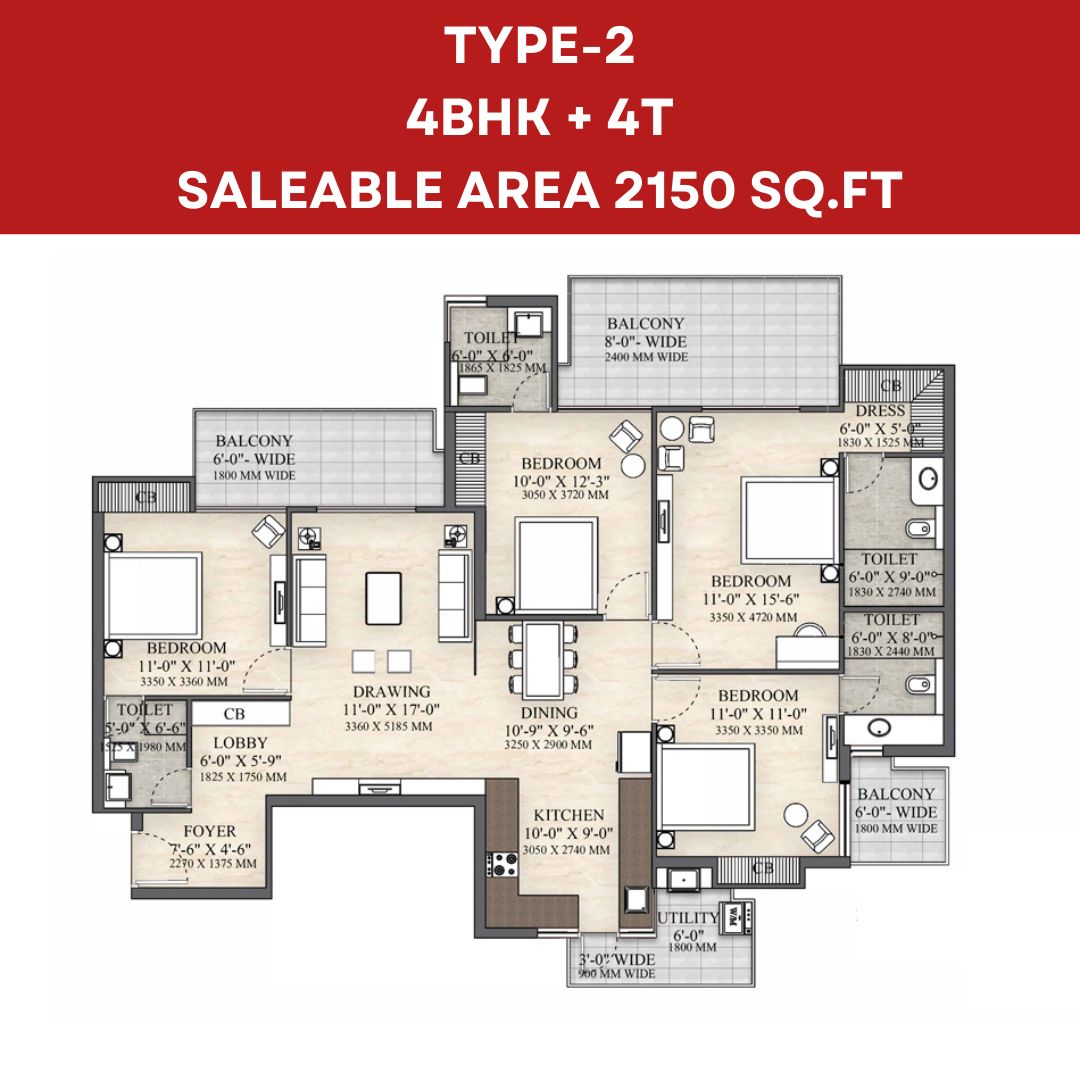 TYPE-2
4BHK + 4T
SALEABLE AREA 2150 SQ.FT
BALCONY
8'-0"- WIDE
2400 MM WIDE
TOILET
6'-0" X 6'-0"
1865 X 1825 MM
CB
DRESS
6'-0" X 5'-0"
1830 X 1525 MM
BALCONY
6'-0"- WIDE
1800 MM WIDE
CB
BEDROOM
10'-0" X 12'-3"
3050 X 3720 MM
CB
TOILET
6'-0" X 9'-0"
1830 X 2740 MM
BEDROOM
11'-0" X 15'-6"
3350 X 4720 MM
TOILET
6'-0" X 8'-0"
1830 X 2440 MM
BEDROOM
11'-0" X 11'-0"
3350 X 3360 MM
DRAWING
11'-0" X 17'-0"
3360 X 5185 MM
BEDROOM
11'-0" X 11'-0"
3350 X 3350 MM
TOILET
5'-0" X 6'-6"
1525 X 1980 MM
CB
LOBBY
6'-0" X 5'-9"
1825 X 1750 MM
DINING
10'-9" X 9'-6"
3250 X 2900 MM
BALCONY
6'-0"- WIDE
1800 MM WIDE
KITCHEN
10'-0" X 9'-0"
3050 X 2740 MM
FOYER
7'-6" X 4'-6"
2270 X 1375 MM
CB
UTILITY
6'-0"
1800 MM
W/M
3'-0" WIDE
900 MM WIDE